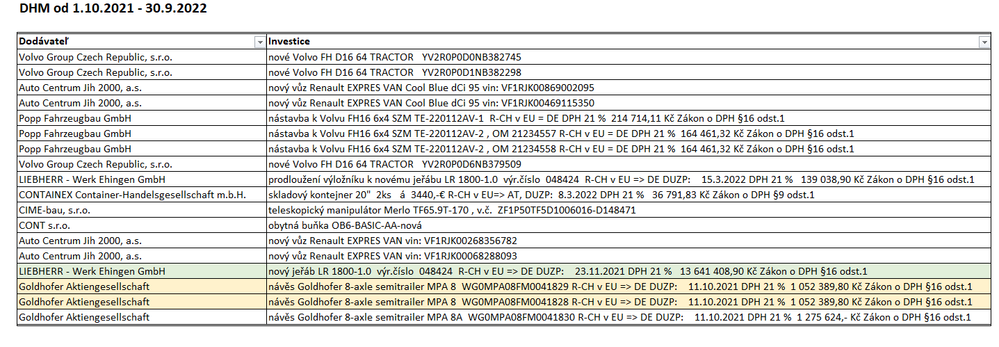 DHM od 1.10.2021 - 30.9.2022
Dodávateľ Investice
Volvo Group Czech Republic, s.r.o. nové Volvo FH D16 64 TRACTOR YV2R0P0D0NB382745
Volvo Group Czech Republic, s.r.o. nové Volvo FH D16 64 TRACTOR YV2R0P0D1NB382298
Auto Centrum Jih 2000, a.s. nový vůz Renault EXPRES VAN Cool Blue dCi 95 vin: VF1RJK00869002095
Auto Centrum Jih 2000, a.s. nový vůz Renault EXPRES VAN Cool Blue dCi 95 vin: VF1RJK00469115350
Popp Fahrzeugbau GmbH nástavba k Volvu FH16 6x4 SZM TE-220112AV-1 R-CH v EU = DE DPH 21 % 214 714,11 Kč Zákon o DPH §16 odst.1
Popp Fahrzeugbau GmbH nástavba k Volvu FH16 6x4 SZM TE-220112AV-2 , OM 21234557 R-CH v EU = DE DPH 21 % 164 461,32 Kč Zákon o DPH §16 odst.1
Popp Fahrzeugbau GmbH nástavba k Volvu FH16 6x4 SZM TE-220112AV-2 , OM 21234558 R-CH v EU = DE DPH 21 % 164 461,32 Kč Zákon o DPH §16 odst.1
Volvo Group Czech Republic, s.r.o. nové Volvo FH D16 64 TRACTOR YV2R0P0D6NB379509
LIEBHERR - Werk Ehingen GmbH prodloužení výložníku k novému jeřábu LR 1800-1.0 výr.číslo 048424 R-CH v EU => DE DUZP: 15.3.2022 DPH 21 % 139 038,90 Kč Zákon o DPH §16 odst.1
CONTAINEX Container-Handelsgesellschaft m.b.H. skladový kontejner 20" 2ks á 3440,-€ R-CH v EU=> AT, DUZP: 8.3.2022 DPH 21 % 36 791,83 Kč Zákon o DPH §9 odst.1
CIME-bau, s.r.o. teleskopický manipulátor Merlo TF65.9T-170 , v.č. ZF1P50TF5D1006016-D148471
CONT s.r.o. obytná buňka OB6-BASIC-AA-nová
Auto Centrum Jih 2000, a.s. nový vůz Renault EXPRES VAN vin: VF1RJK00268356782
Auto Centrum Jih 2000, a.s. nový vůz Renault EXPRES VAN vin: VF1RJK00068288093
LIEBHERR - Werk Ehingen GmbH nový jeřáb LR 1800-1.0 výr.číslo 048424 R-CH v EU => DE DUZP: 23.11.2021 DPH 21 % 13 641 408,90 Kč Zákon o DPH §16 odst.1
Goldhofer Aktiengesellschaft návěs Goldhofer 8-axle semitrailer MPA 8 WG0MPA08FM0041829 R-CH v EU => DE DUZP: 11.10.2021 DPH 21 % 1 052 389,80 Kč Zákon o DPH §16 odst.1
Goldhofer Aktiengesellschaft návěs Goldhofer 8-axle semitrailer MPA 8 WG0MPA08FM0041828 R-CH v EU => DE DUZP: 11.10.2021 DPH 21 % 1 052 389,80 Kč Zákon o DPH §16 odst.1
Goldhofer Aktiengesellschaft návěs Goldhofer 8-axle semitrailer MPA 8A WG0MPA08FM0041830 R-CH v EU => DE DUZP: 11.10.2021 DPH 21 % 1 275 624,- Kč Zákon o DPH §16 odst.1